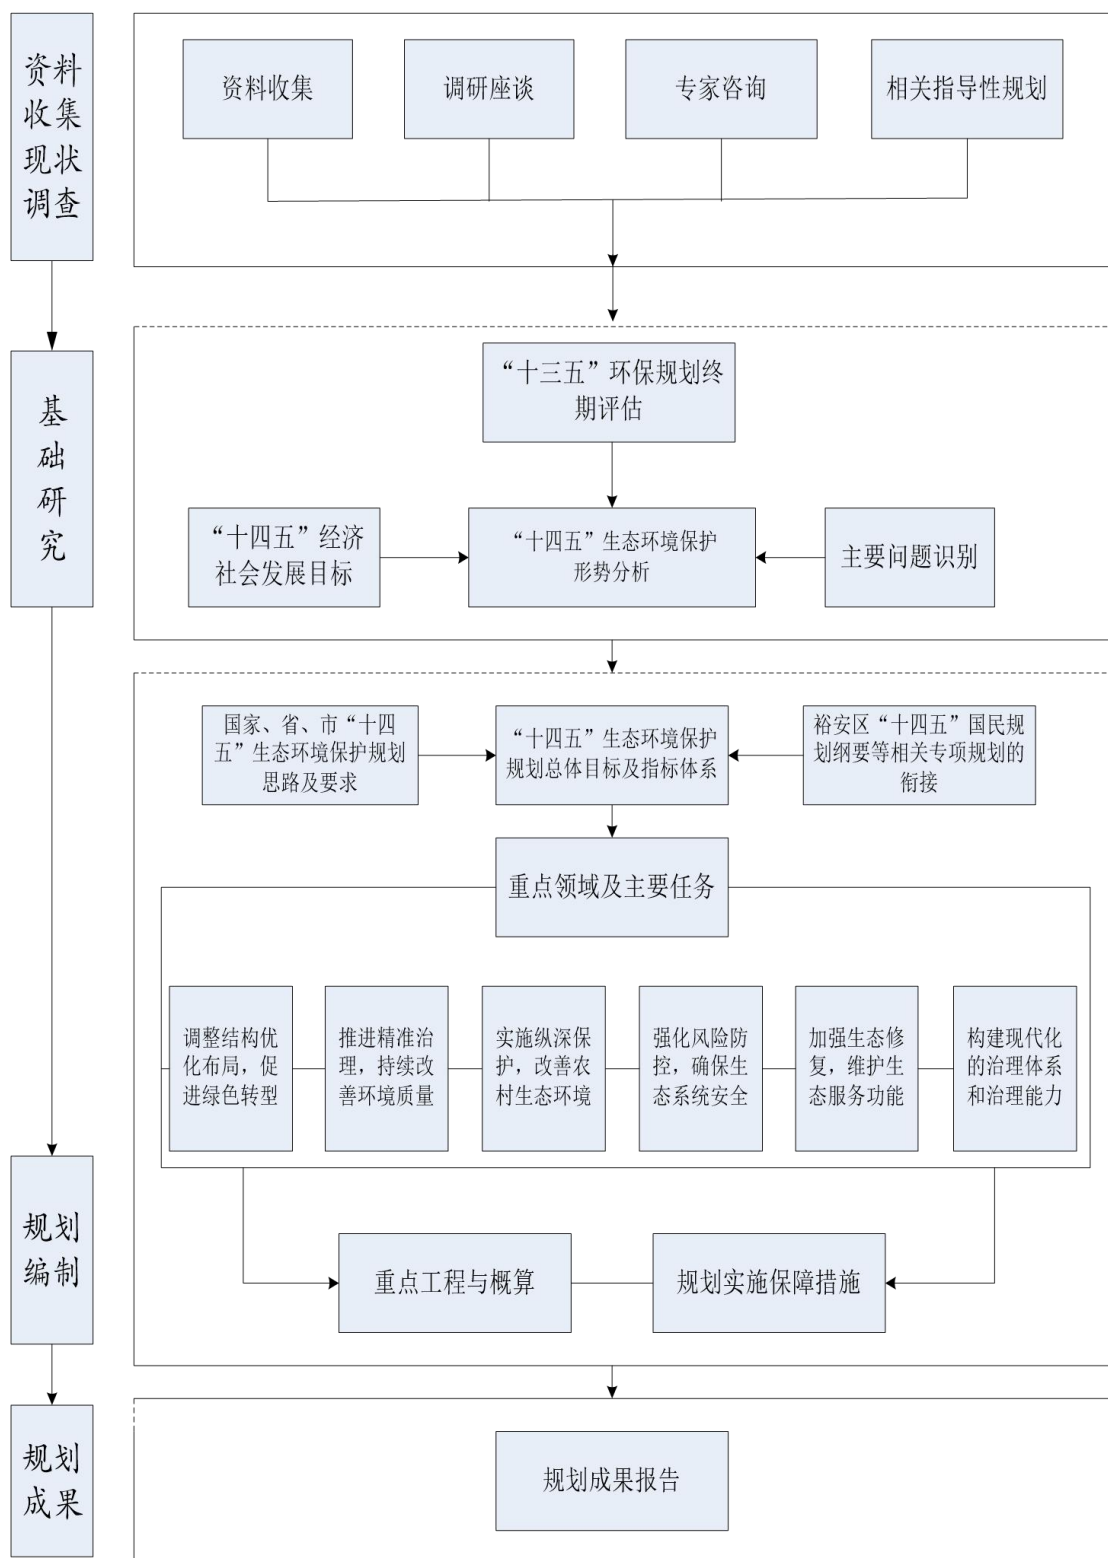 资料
收集
现状
调查
资料收集
调研座谈
专家咨询
相关指导性规划
基
础
研
究
“十三五”环保规划终
期评估
“十四五”经济
社会发展目标
“十四五”生态环境保护
形势分析
主要问题识别
国家、省、市“十四
五”生态环境保护规划
思路及要求
“十四五”生态环境保护
规划总体目标及指标体系
裕安区“十四五”国民规
划纲要等相关专项规划的
衔接
重点领域及主要任务
调整结构优
化布局，促
进绿色转型
推进精准治
理，持续改
善环境质量
实施纵深保
护，改善农
村生态环境
强化风险防
控，确保生
态系统安全
加强生态修
复，维护生
态服务功能
构建现代化
的治理体系
和治理能力
规划
编制
重点工程与概算
规划实施保障措施
规划
成果
规划成果报告